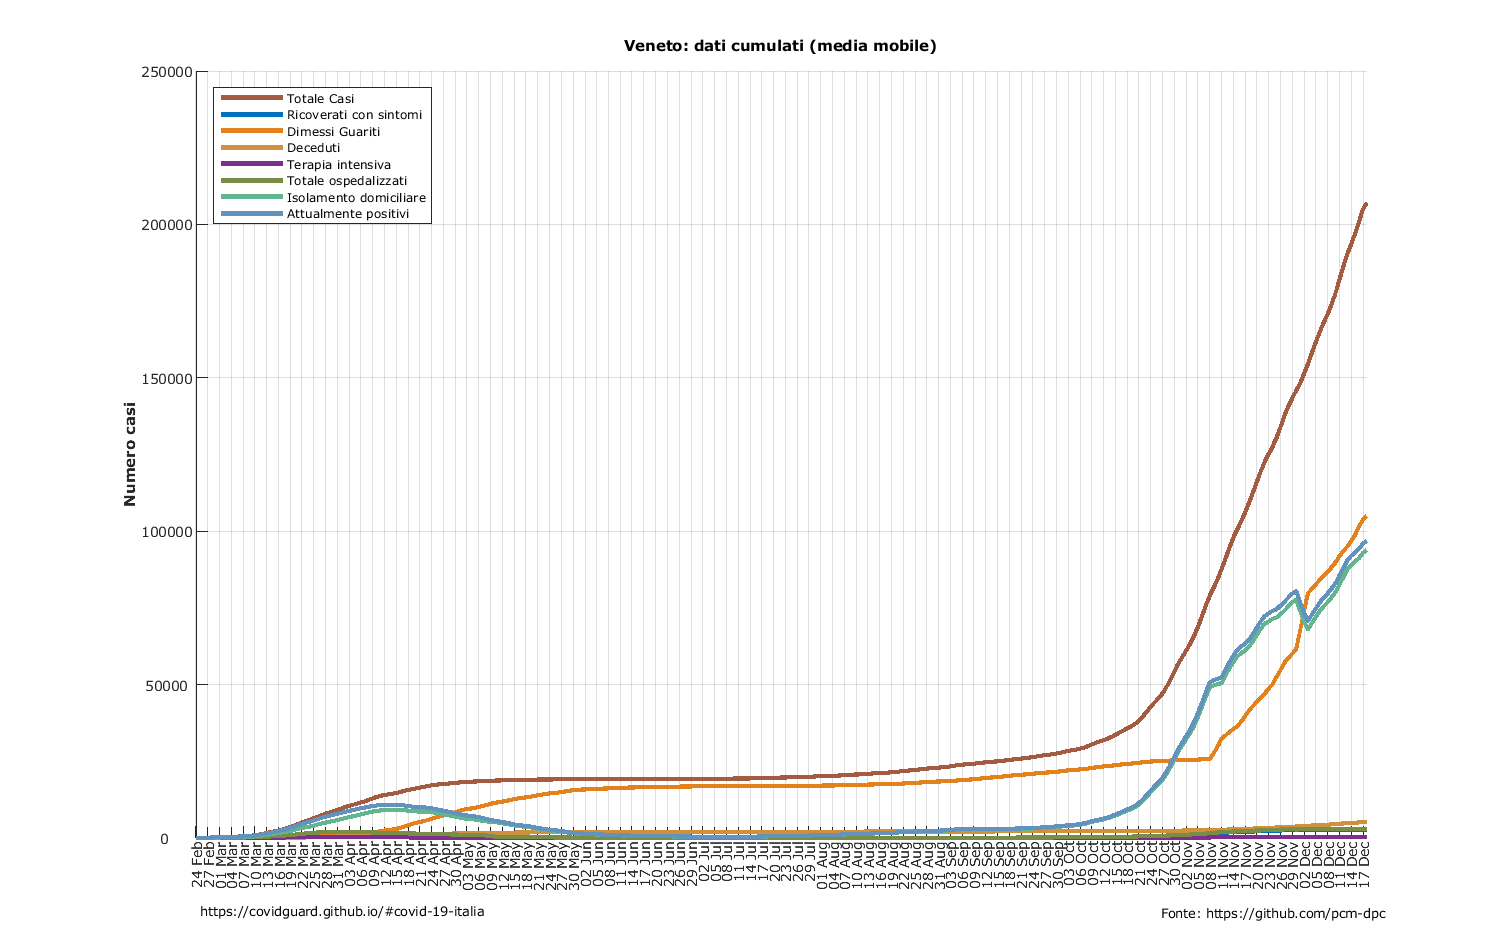 Veneto: dati cumulati (media mobile)
250000
200000
150000
100000
50000
0
Numero casi
Totale Casi
Ricoverati con sintomi
Dimessi Guariti
Deceduti
Terapia intensiva
Totale ospedalizzati
Isolamento domiciliare
Attualmente positivi
24 Feb
27 Feb
01 Mar
04 Mar
07 Mar
10 Mar
13 Mar
16 Mar
19 Mar
22 Mar
25 Mar
28 Mar
31 Mar
03 Apr
06 Apr
09 Apr
12 Apr
15 Apr
18 Apr
21 Apr
24 Apr
27 Apr
30 Apr
03 May
06 May
09 May
12 May
15 May
18 May
21 May
24 May
27 May
30 May
02 Jun
05 Jun
08 Jun
11 Jun
14 Jun
17 Jun
20 Jun
23 Jun
26 Jun
29 Jun
02 Jul
05 Jul
08 Jul
11 Jul
14 Jul
17 Jul
20 Jul
23 Jul
26 Jul
29 Jul
01 Aug
04 Aug
07 Aug
10 Aug
13 Aug
16 Aug
19 Aug
22 Aug
25 Aug
28 Aug
31 Aug
03 Sep
06 Sep
09 Sep
12 Sep
15 Sep
18 Sep
21 Sep
24 Sep
27 Sep
30 Sep
03 Oct
06 Oct
09 Oct
12 Oct
15 Oct
18 Oct
21 Oct
24 Oct
27 Oct
30 Oct
02 Nov
05 Nov
08 Nov
11 Nov
14 Nov
17 Nov
20 Nov
23 Nov
26 Nov
29 Nov
02 Dec
05 Dec
08 Dec
11 Dec
14 Dec
17 Dec
https://covidguard.github.io/#covid-19-italia
Fonte: https://github.com/pcm-dpc